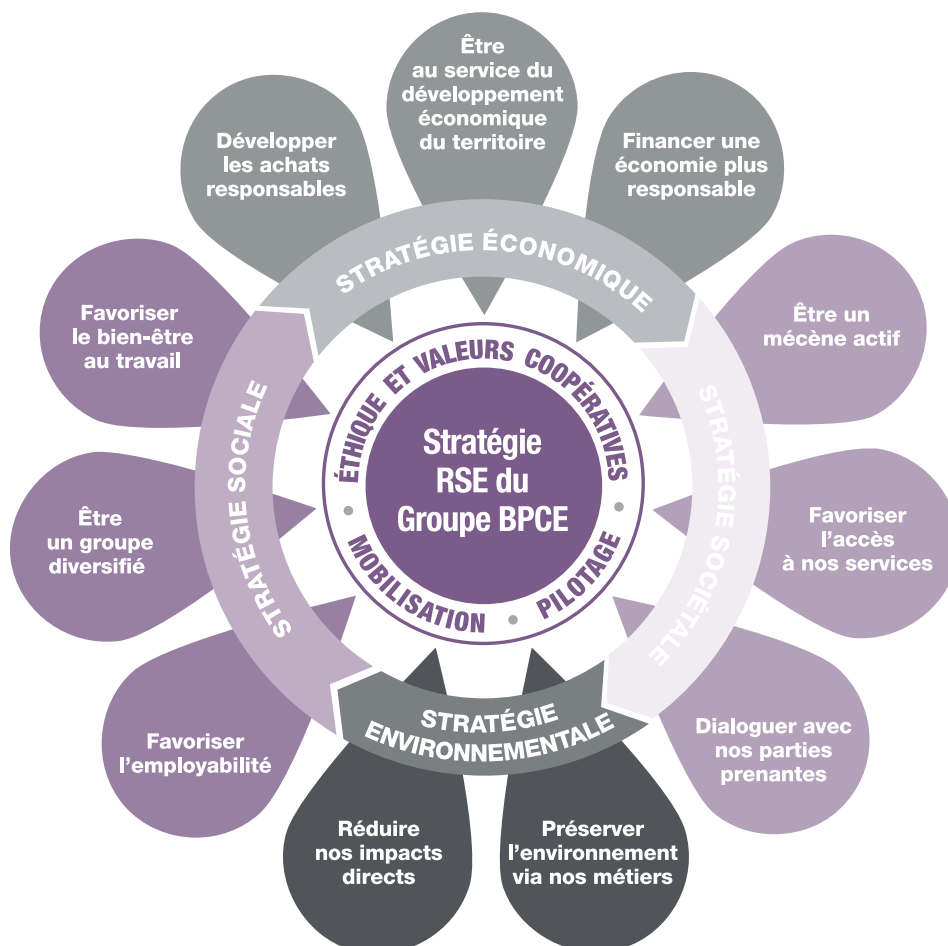 Être
au service du
développement
économique
du territoire
Développer
les achats
responsables
Financer une
économie plus
responsable
STRATÉGIE ÉCONOMIQUE
Favoriser
le bien-être
au travail
Être un
mécène actif
ÉTHIQUE ET VALEURS COOPÉRATIVES
Stratégie
RSE du
Groupe BPCE
MOBILISATION • PILOTAGE
STRATÉGIE SOCIALE
STRATÉGIE SOCIÉTALE
Être
un groupe
diversifié
Favoriser
l'accès
à nos services
STRATÉGIE
ENVIRONNEMENTALE
Favoriser
l'employabilité
Dialoguer avec
nos parties
prenantes
Réduire
nos impacts
directs
Préserver
l'environnement
via nos métiers